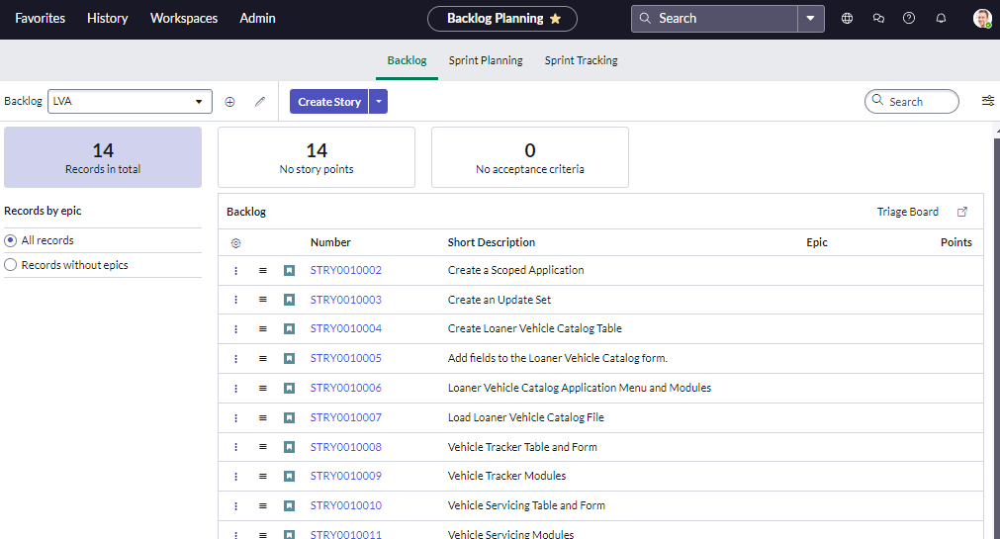 Favorites History Workspaces Admin Backlog Planning Search
Backlog Sprint Planning Sprint Tracking
Backlog LVA Create Story Search
14 14 0
Records in total No story points No acceptance criteria
Records by epic
All records
Records without epics
Backlog Triage Board
Number Short Description Epic Points
STRY0010002 Create a Scoped Application
STRY0010003 Create an Update Set
STRY0010004 Create Loaner Vehicle Catalog Table
STRY0010005 Add fields to the Loaner Vehicle Catalog form.
STRY0010006 Loaner Vehicle Catalog Application Menu and Modules
STRY0010007 Load Loaner Vehicle Catalog File
STRY0010008 Vehicle Tracker Table and Form
STRY0010009 Vehicle Tracker Modules
STRY0010010 Vehicle Servicing Table and Form
STRY0010011 Vehicle Servicing Modules